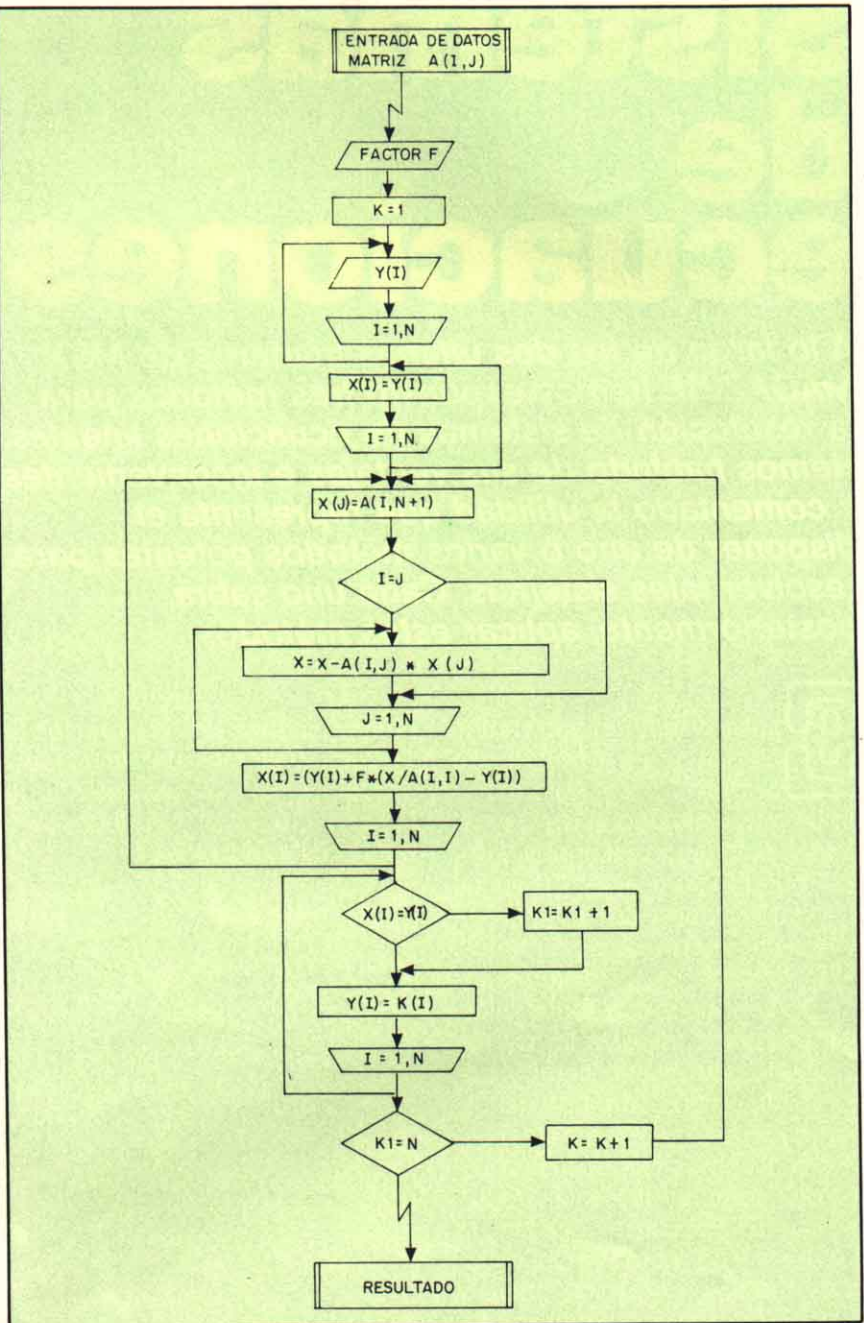 ENTRADA DE DATOS
MATRIZ A(I,J)
FACTOR F
K=1
Y(I)
I=1,N
X(I)=Y(I)
I=1,N.
X(J)=A(I,N+1)
I=J
X=X-A(I,J) * X(J)
J=1,N
X(I)=(Y(I)+F*(X/A(I,I)-Y(I))
I=1,N
X(I)=Y(I)
K1=K1+1
Y(I)=K(I)
I=1,N
K1=N
K=K+1
RESULTADO